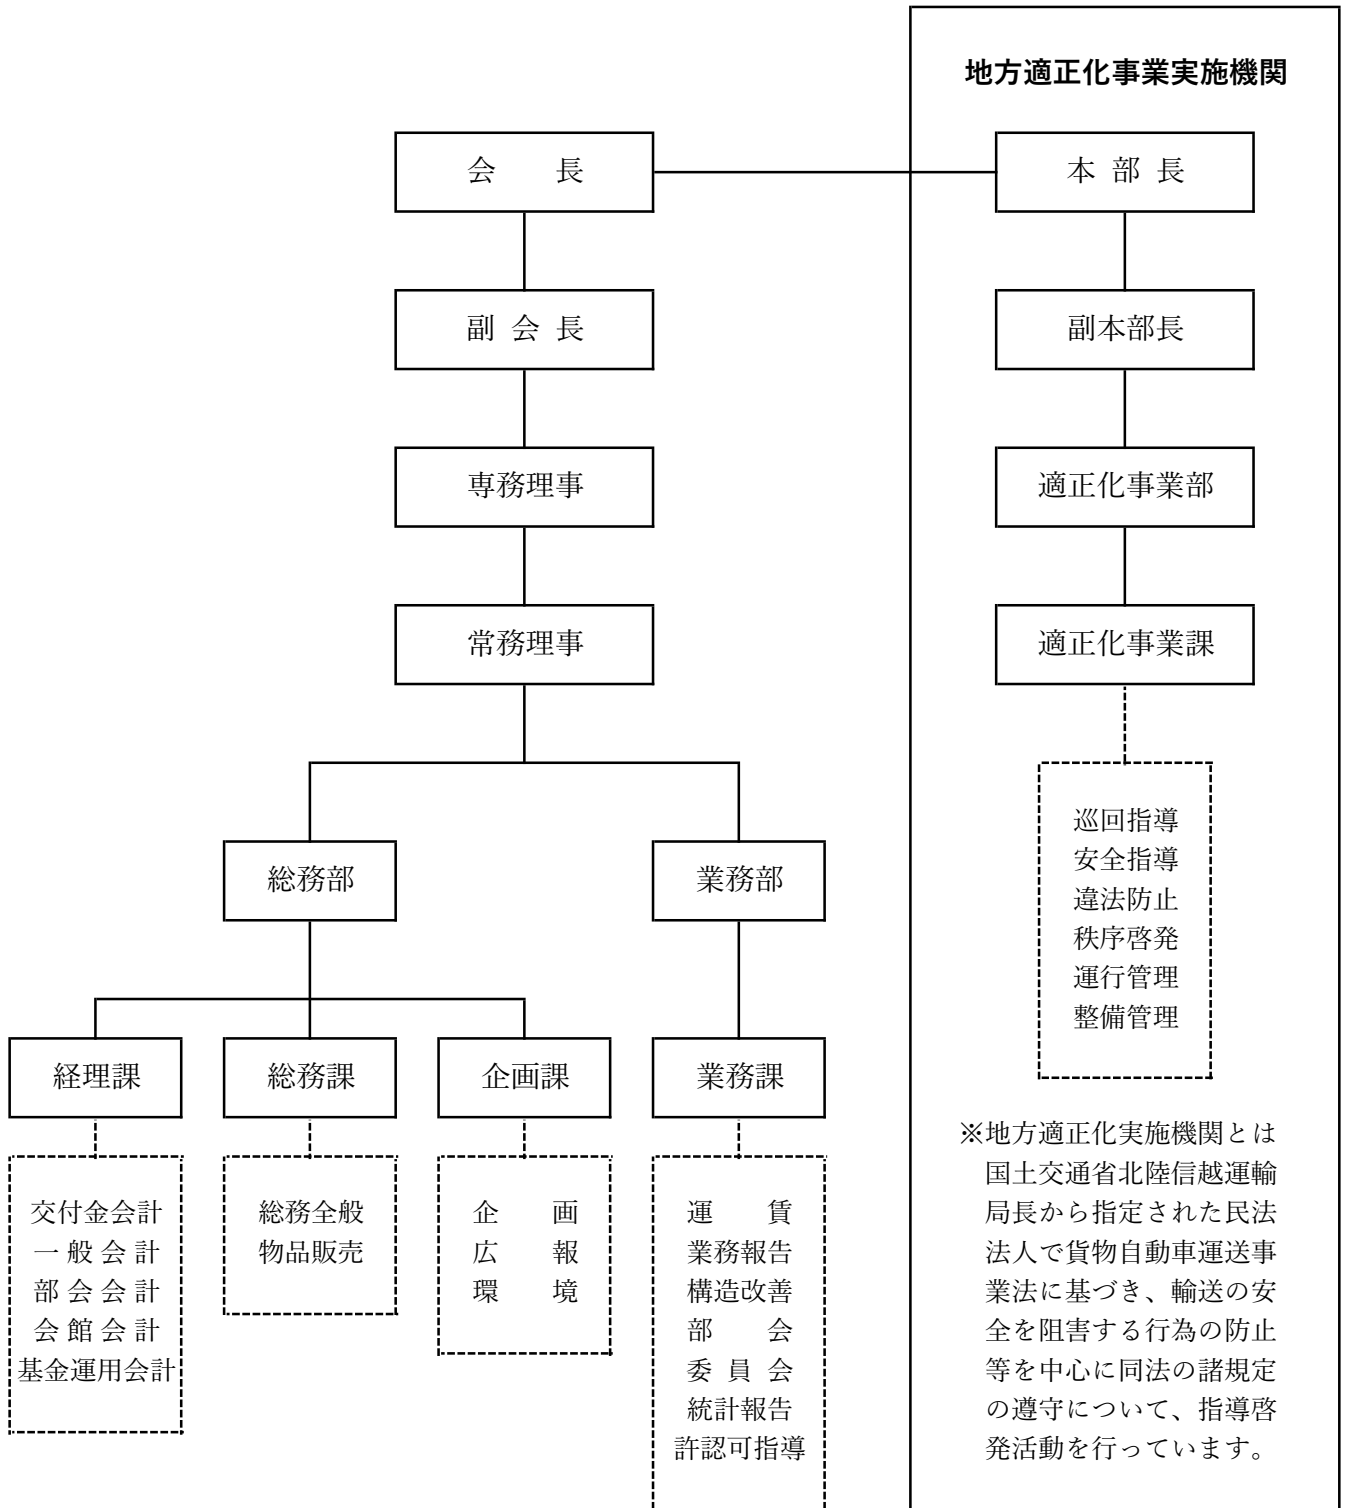 地方適正化事業実施機関
会　　長
本 部 長
副 会 長
副本部長
専務理事
適正化事業部
常務理事
適正化事業課
巡回指導
安全指導
違法防止
秩序啓発
運行管理
整備管理
総務部
業務部
経理課
総務課
企画課
業務課
交付金会計
一 般 会 計
部 会 会 計
会 館 会 計
基金運用会計
総務全般
物品販売
企　　画
広　　報
環　　境
運　　賃
業務報告
構造改善
部　　会
委 員 会
統計報告
許認可指導
※地方適正化実施機関とは
国土交通省北陸信越運輸
局長から指定された民法
法人で貨物自動車運送事
業法に基づき、輸送の安
全を阻害する行為の防止
等を中心に同法の諸規定
の遵守について、指導啓
発活動を行っています。